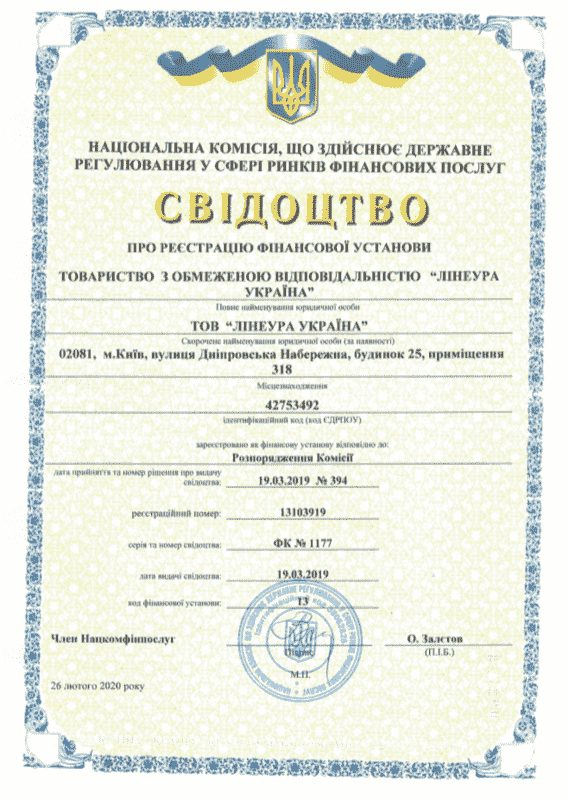 НАЦІОНАЛЬНА КОМІСІЯ, ЩО ЗДІЙСНЮЄ ДЕРЖАВНЕ
РЕГУЛЮВАННЯ У СФЕРІ РИНКІВ ФІНАНСОВИХ ПОСЛУГ
СВІДОЦТВО
ПРО РЕЄСТРАЦІЮ ФІНАНСОВОЇ УСТАНОВИ
ТОВАРИСТВО З ОБМЕЖЕНОЮ ВІДПОВІДАЛЬНІСТЮ “ЛІНЕУРА
УКРАЇНА”
Повне найменування юридичної особи
ТОВ “ЛІНЕУРА УКРАЇНА”
Скорочене найменування юридичної особи (за наявності)
02081, м.Київ, вулиця Дніпровська Набережна, будинок 25, приміщення
318
Місцезнаходження
42753492
ідентифікаційний код (код ЄДРПОУ)
зареєстровано як фінансову установу відповідно до:
Розпорядження Комісії
дата прийняття та номер рішення про видачу
свідоцтва: 19.03.2019 № 394
реєстраційний номер: 13103919
серія та номер свідоцтва: ФК № 1177
дата видачі свідоцтва: 19.03.2019
код фінансової установи: 13
Член Нацкомфінпослуг О. Залєтов
(підпис) (П.І.Б.)
М.П.
26 лютого 2020 року